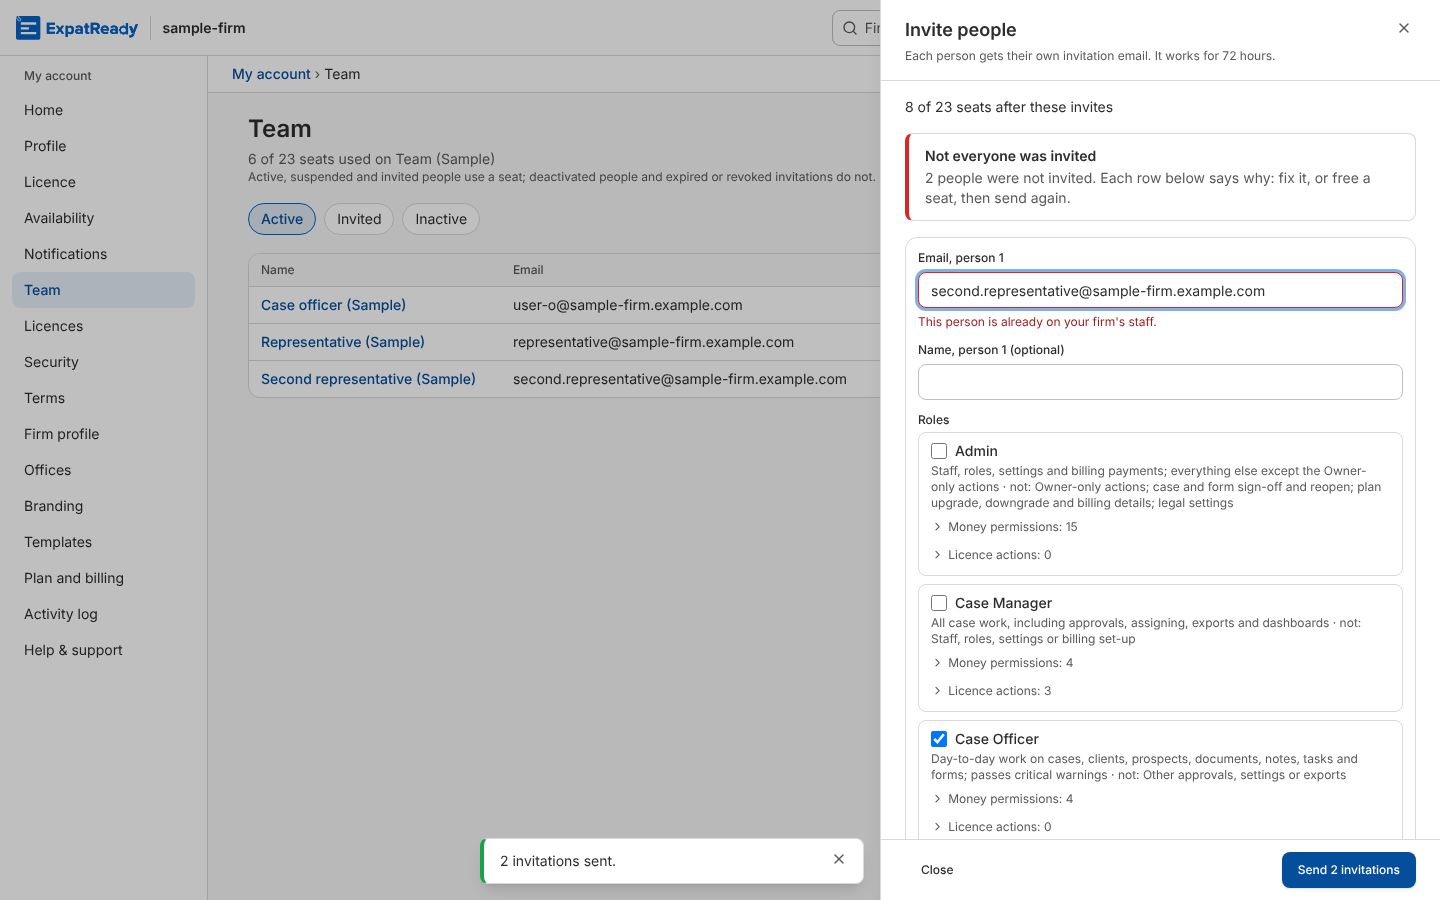 ExpatReady
sample-firm
Fir
My account
Home
Profile
Licence
Availability
Notifications
Team
Licences
Security
Terms
Firm profile
Offices
Branding
Templates
Plan and billing
Activity log
Help & support
My account › Team
Team
6 of 23 seats used on Team (Sample)
Active, suspended and invited people use a seat; deactivated people and expired or revoked invitations do not.
Active Invited Inactive
Name Email
Case officer (Sample) user-o@sample-firm.example.com
Representative (Sample) representative@sample-firm.example.com
Second representative (Sample) second.representative@sample-firm.example.com
2 invitations sent.
Invite people
Each person gets their own invitation email. It works for 72 hours.
8 of 23 seats after these invites
Not everyone was invited
2 people were not invited. Each row below says why: fix it, or free a
seat, then send again.
Email, person 1
second.representative@sample-firm.example.com
This person is already on your firm's staff.
Name, person 1 (optional)
Roles
Admin
Staff, roles, settings and billing payments; everything else except the Owner-
only actions · not: Owner-only actions; case and form sign-off and reopen; plan
upgrade, downgrade and billing details; legal settings
Money permissions: 15
Licence actions: 0
Case Manager
All case work, including approvals, assigning, exports and dashboards · not:
Staff, roles, settings or billing set-up
Money permissions: 4
Licence actions: 3
Case Officer
Day-to-day work on cases, clients, prospects, documents, notes, tasks and
forms; passes critical warnings · not: Other approvals, settings or exports
Money permissions: 4
Licence actions: 0
Close
Send 2 invitations